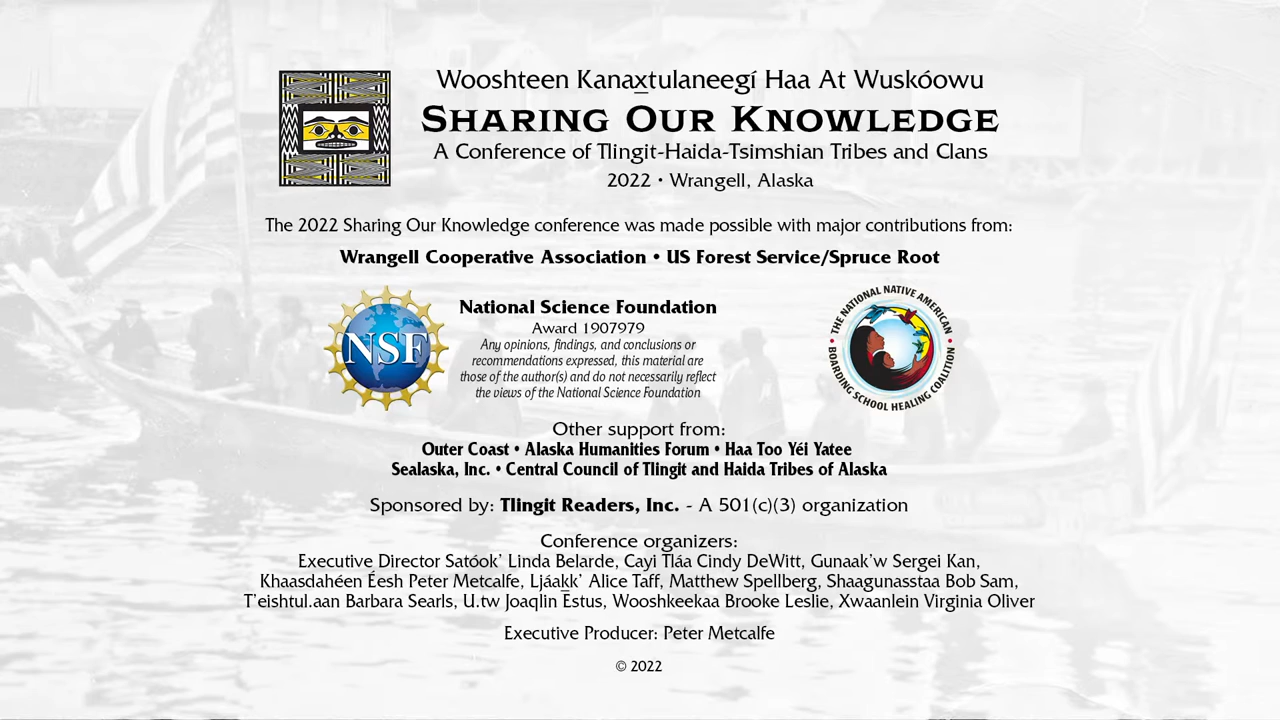 Wooshteen Kanax̲tulaneegí Haa At Wuskóowu
SHARING OUR KNOWLEDGE
A Conference of Tlingit-Haida-Tsimshian Tribes and Clans
2022 • Wrangell, Alaska
The 2022 Sharing Our Knowledge conference was made possible with major contributions from:
Wrangell Cooperative Association • US Forest Service/Spruce Root
NSF
National Science Foundation
Award 1907979
Any opinions, findings, and conclusions or
recommendations expressed, this material are
those of the author(s) and do not necessarily reflect
the views of the National Science Foundation
• THE NATIONAL NATIVE AMERICAN •
BOARDING SCHOOL HEALING COALITION
Other support from:
Outer Coast • Alaska Humanities Forum • Haa Too Yéi Yatee
Sealaska, Inc. • Central Council of Tlingit and Haida Tribes of Alaska
Sponsored by: Tlingit Readers, Inc. - A 501(c)(3) organization
Conference organizers:
Executive Director Satóok’ Linda Belarde, Cayi Tláa Cindy DeWitt, Gunaak’w Sergei Kan,
Khaasdahéen Éesh Peter Metcalfe, Ljáaḵk’ Alice Taff, Matthew Spellberg, Shaagunasstaa Bob Sam,
T’eishtul.aan Barbara Searls, U.tw Joaqlin Estus, Wooshkeekaa Brooke Leslie, Xwaanlein Virginia Oliver
Executive Producer: Peter Metcalfe
© 2022